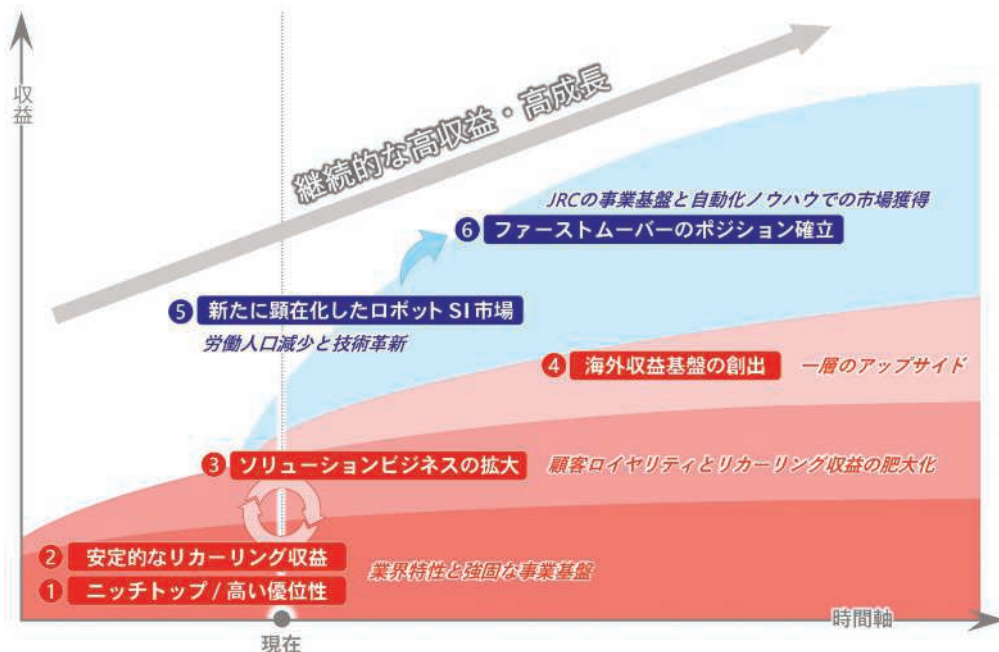 収益
継続的な高収益・高成長
JRCの事業基盤と自動化ノウハウでの市場獲得
6 ファーストムーバーのポジション確立
5 新たに顕在化したロボットSI市場
労働人口減少と技術革新
4 海外収益基盤の創出 一層のアップサイド
3 ソリューションビジネスの拡大 顧客ロイヤリティとリカーリング収益の肥大化
2 安定的なリカーリング収益
1 ニッチトップ / 高い優位性
業界特性と強固な事業基盤
時間軸
現在